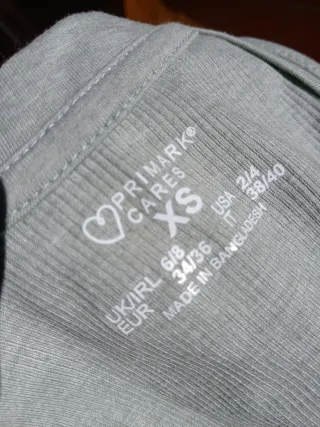 PRIMARK®
CARES
XS
UK/IRL 6/8 USA 2/4
EUR 34/36 IT 38/40
MADE IN BANGLADESH